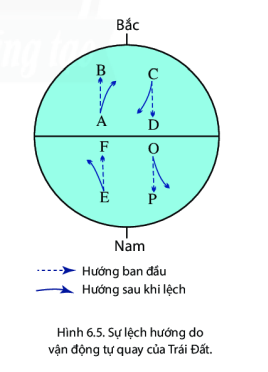 Bắc
B
C
A
D
F
O
E
P
Nam
Hướng ban đầu
Hướng sau khi lệch
Hình 6.5. Sự lệch hướng do
vận động tự quay của Trái Đất.